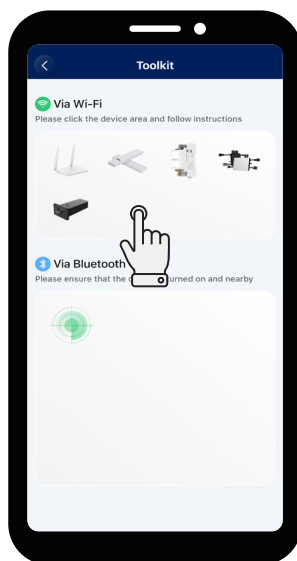 Toolkit
Via Wi-Fi
Please click the device area and follow instructions
Via Bluetooth
Please ensure that the turned on and nearby